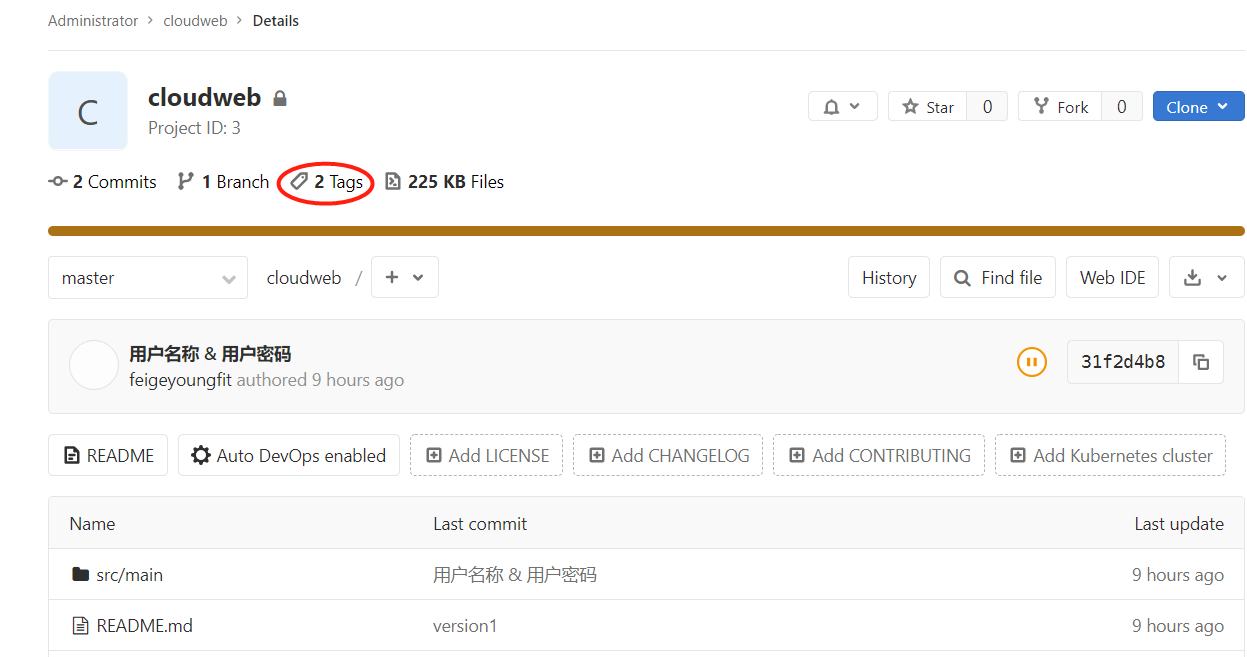 Administrator > cloudweb > Details
C
cloudweb
Project ID: 3
Star 0 Fork 0 Clone
2 Commits 1 Branch 2 Tags 225 KB Files
master cloudweb / + History Find file Web IDE
用户名称 & 用户密码
feigeyoungfit authored 9 hours ago
31f2d4b8
README Auto DevOps enabled Add LICENSE Add CHANGELOG Add CONTRIBUTING Add Kubernetes cluster
Name Last commit Last update
src/main 用户名称 & 用户密码 9 hours ago
README.md version1 9 hours ago